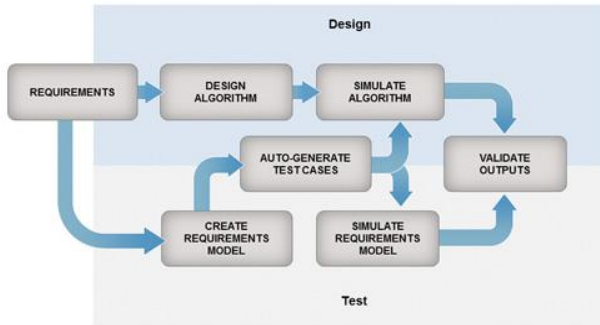 Design
REQUIREMENTS
DESIGN
ALGORITHM
SIMULATE
ALGORITHM
AUTO-GENERATE
TEST CASES
VALIDATE
OUTPUTS
CREATE
REQUIREMENTS
MODEL
SIMULATE
REQUIREMENTS
MODEL
Test